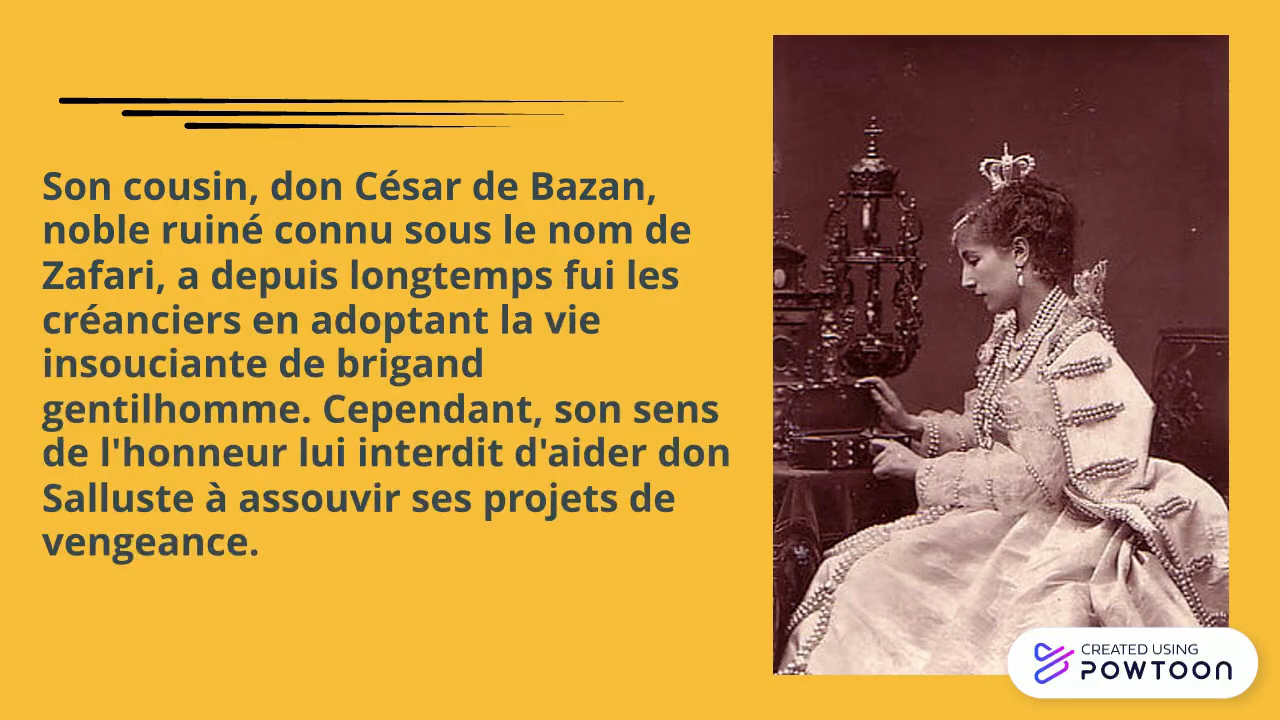 Son cousin, don César de Bazan,
noble ruiné connu sous le nom de
Zafari, a depuis longtemps fui les
créanciers en adoptant la vie
insouciante de brigand
gentilhomme. Cependant, son sens
de l'honneur lui interdit d'aider don
Salluste à assouvir ses projets de
vengeance.
CREATED USING
POWTOON